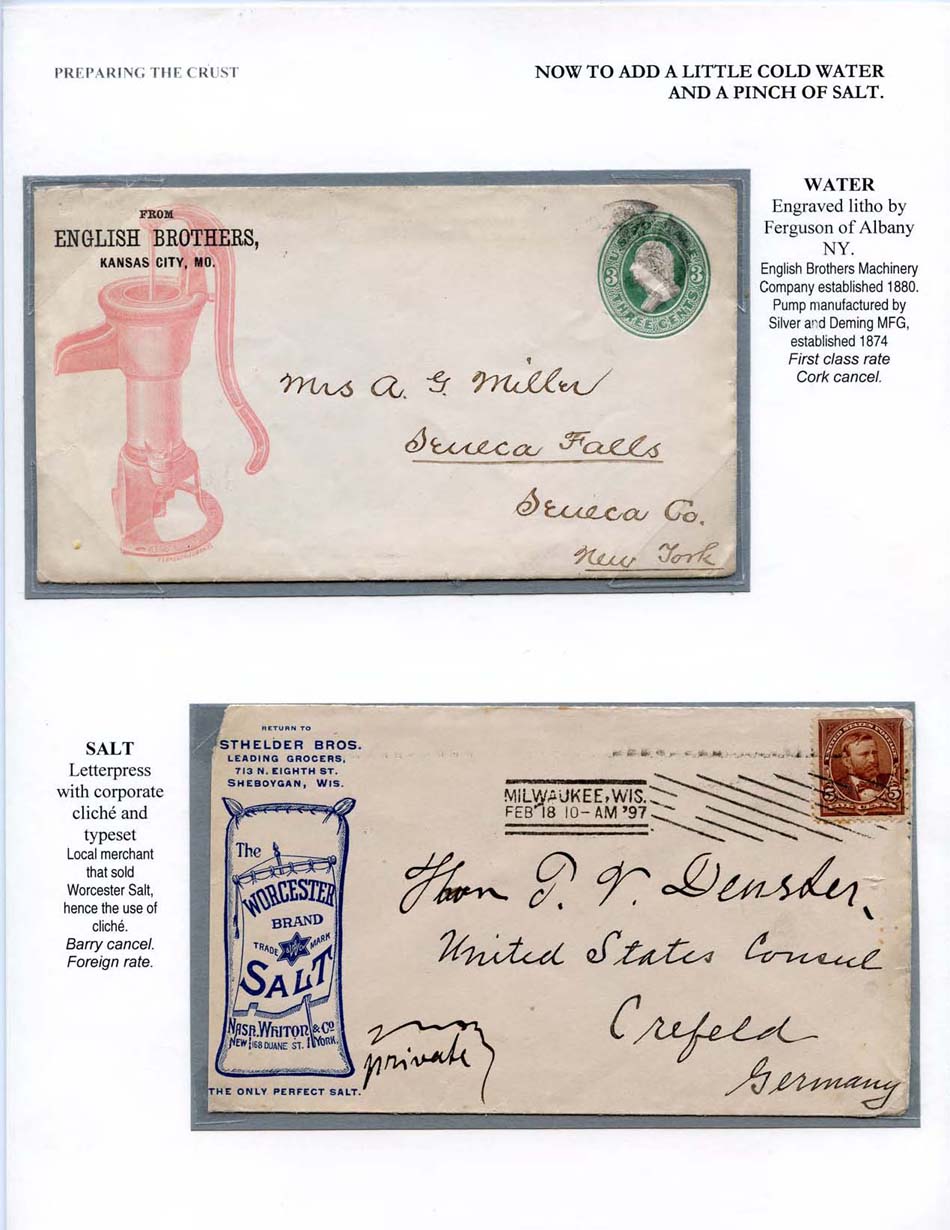 PREPARING THE CRUST
NOW TO ADD A LITTLE COLD WATER
AND A PINCH OF SALT.
FROM
ENGLISH BROTHERS,
KANSAS CITY, MO.
U.S. POSTAGE
3 3
THREE CENTS
Mrs A. G. Miller
Seneca Falls
Seneca Co.
New York
WATER
Engraved litho by
Ferguson of Albany
NY.
English Brothers Machinery
Company established 1880.
Pump manufactured by
Silver and Deming MFG,
established 1874
First class rate
Cork cancel.
SALT
Letterpress
with corporate
cliché and
typeset
Local merchant
that sold
Worcester Salt,
hence the use of
cliché.
Barry cancel.
Foreign rate.
RETURN TO
STHELDER BROS.
LEADING GROCERS,
713 N. EIGHTH ST.
SHEBOYGAN, WIS.
The
WORCESTER
BRAND
TRADE MARK
SALT
NASH, WHITON & CO
NEW 168 DUANE ST. YORK.
THE ONLY PERFECT SALT.
MILWAUKEE, WIS.
FEB 18 10-AM '97
UNITED STATES POSTAGE
5 5
FIVE CENTS
Hon P. V. Deuster,
United States Consul
Crefeld
Germany
private